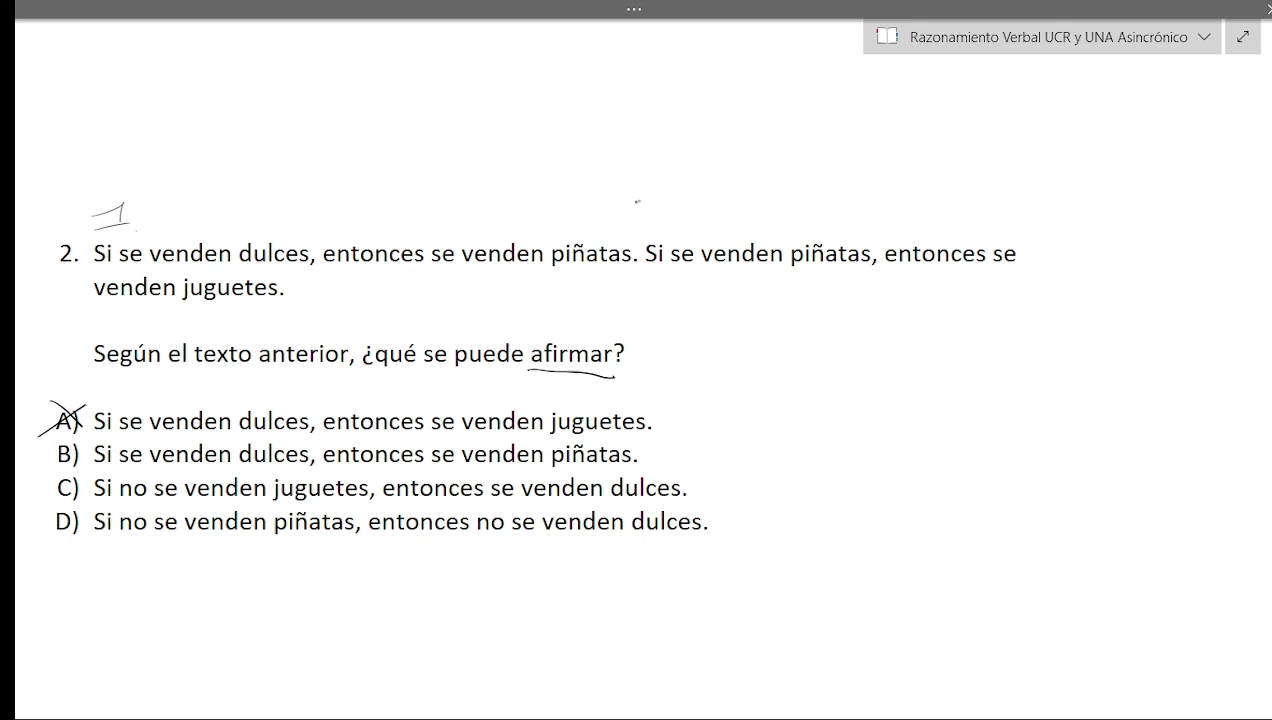 Razonamiento Verbal UCR y UNA Asincrónico
1
2. Si se venden dulces, entonces se venden piñatas. Si se venden piñatas, entonces se
venden juguetes.
Según el texto anterior, ¿qué se puede afirmar?
A) Si se venden dulces, entonces se venden juguetes.
B) Si se venden dulces, entonces se venden piñatas.
C) Si no se venden juguetes, entonces se venden dulces.
D) Si no se venden piñatas, entonces no se venden dulces.